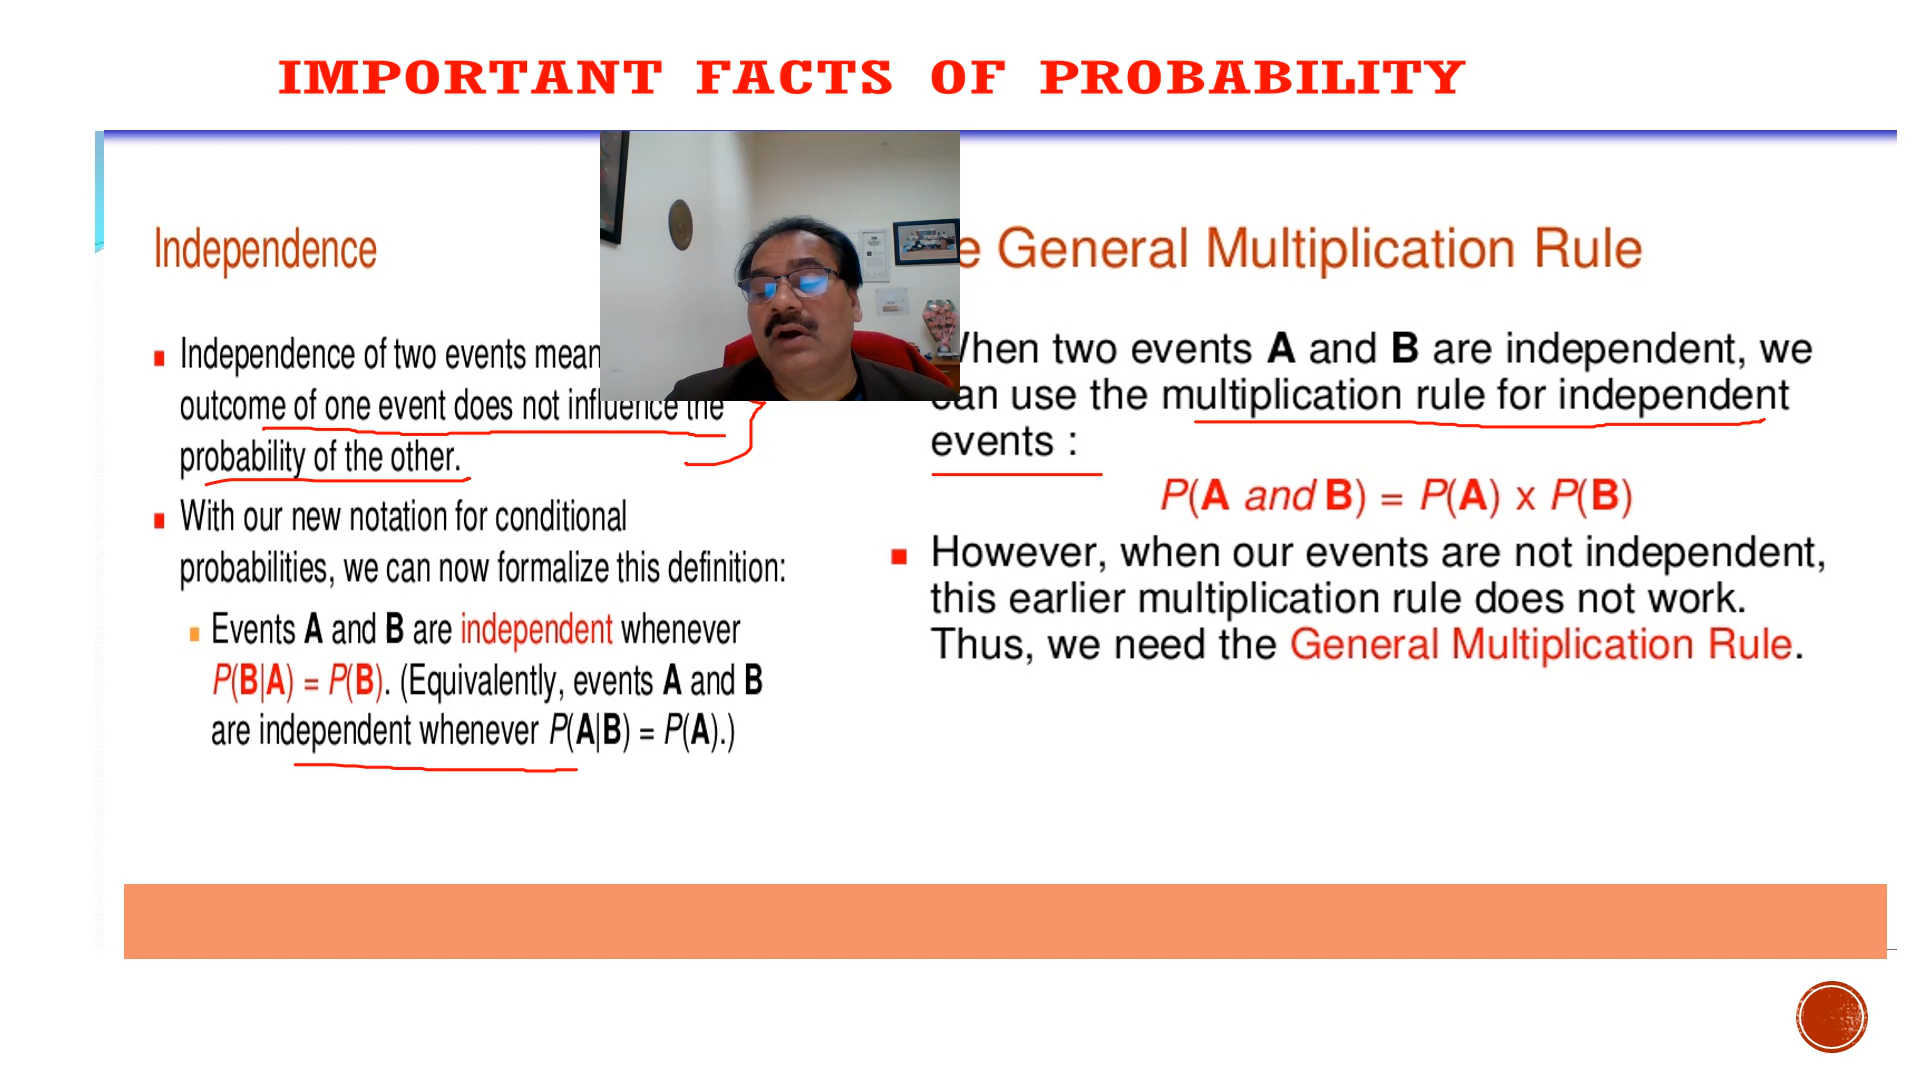 IMPORTANT FACTS OF PROBABILITY
Independence
Independence of two events mean
outcome of one event does not influence the
probability of the other.
With our new notation for conditional
probabilities, we can now formalize this definition:
Events A and B are independent whenever
P(B|A) = P(B). (Equivalently, events A and B
are independent whenever P(A|B) = P(A).)
e General Multiplication Rule
When two events A and B are independent, we
can use the multiplication rule for independent
events :
P(A and B) = P(A) x P(B)
However, when our events are not independent,
this earlier multiplication rule does not work.
Thus, we need the General Multiplication Rule.